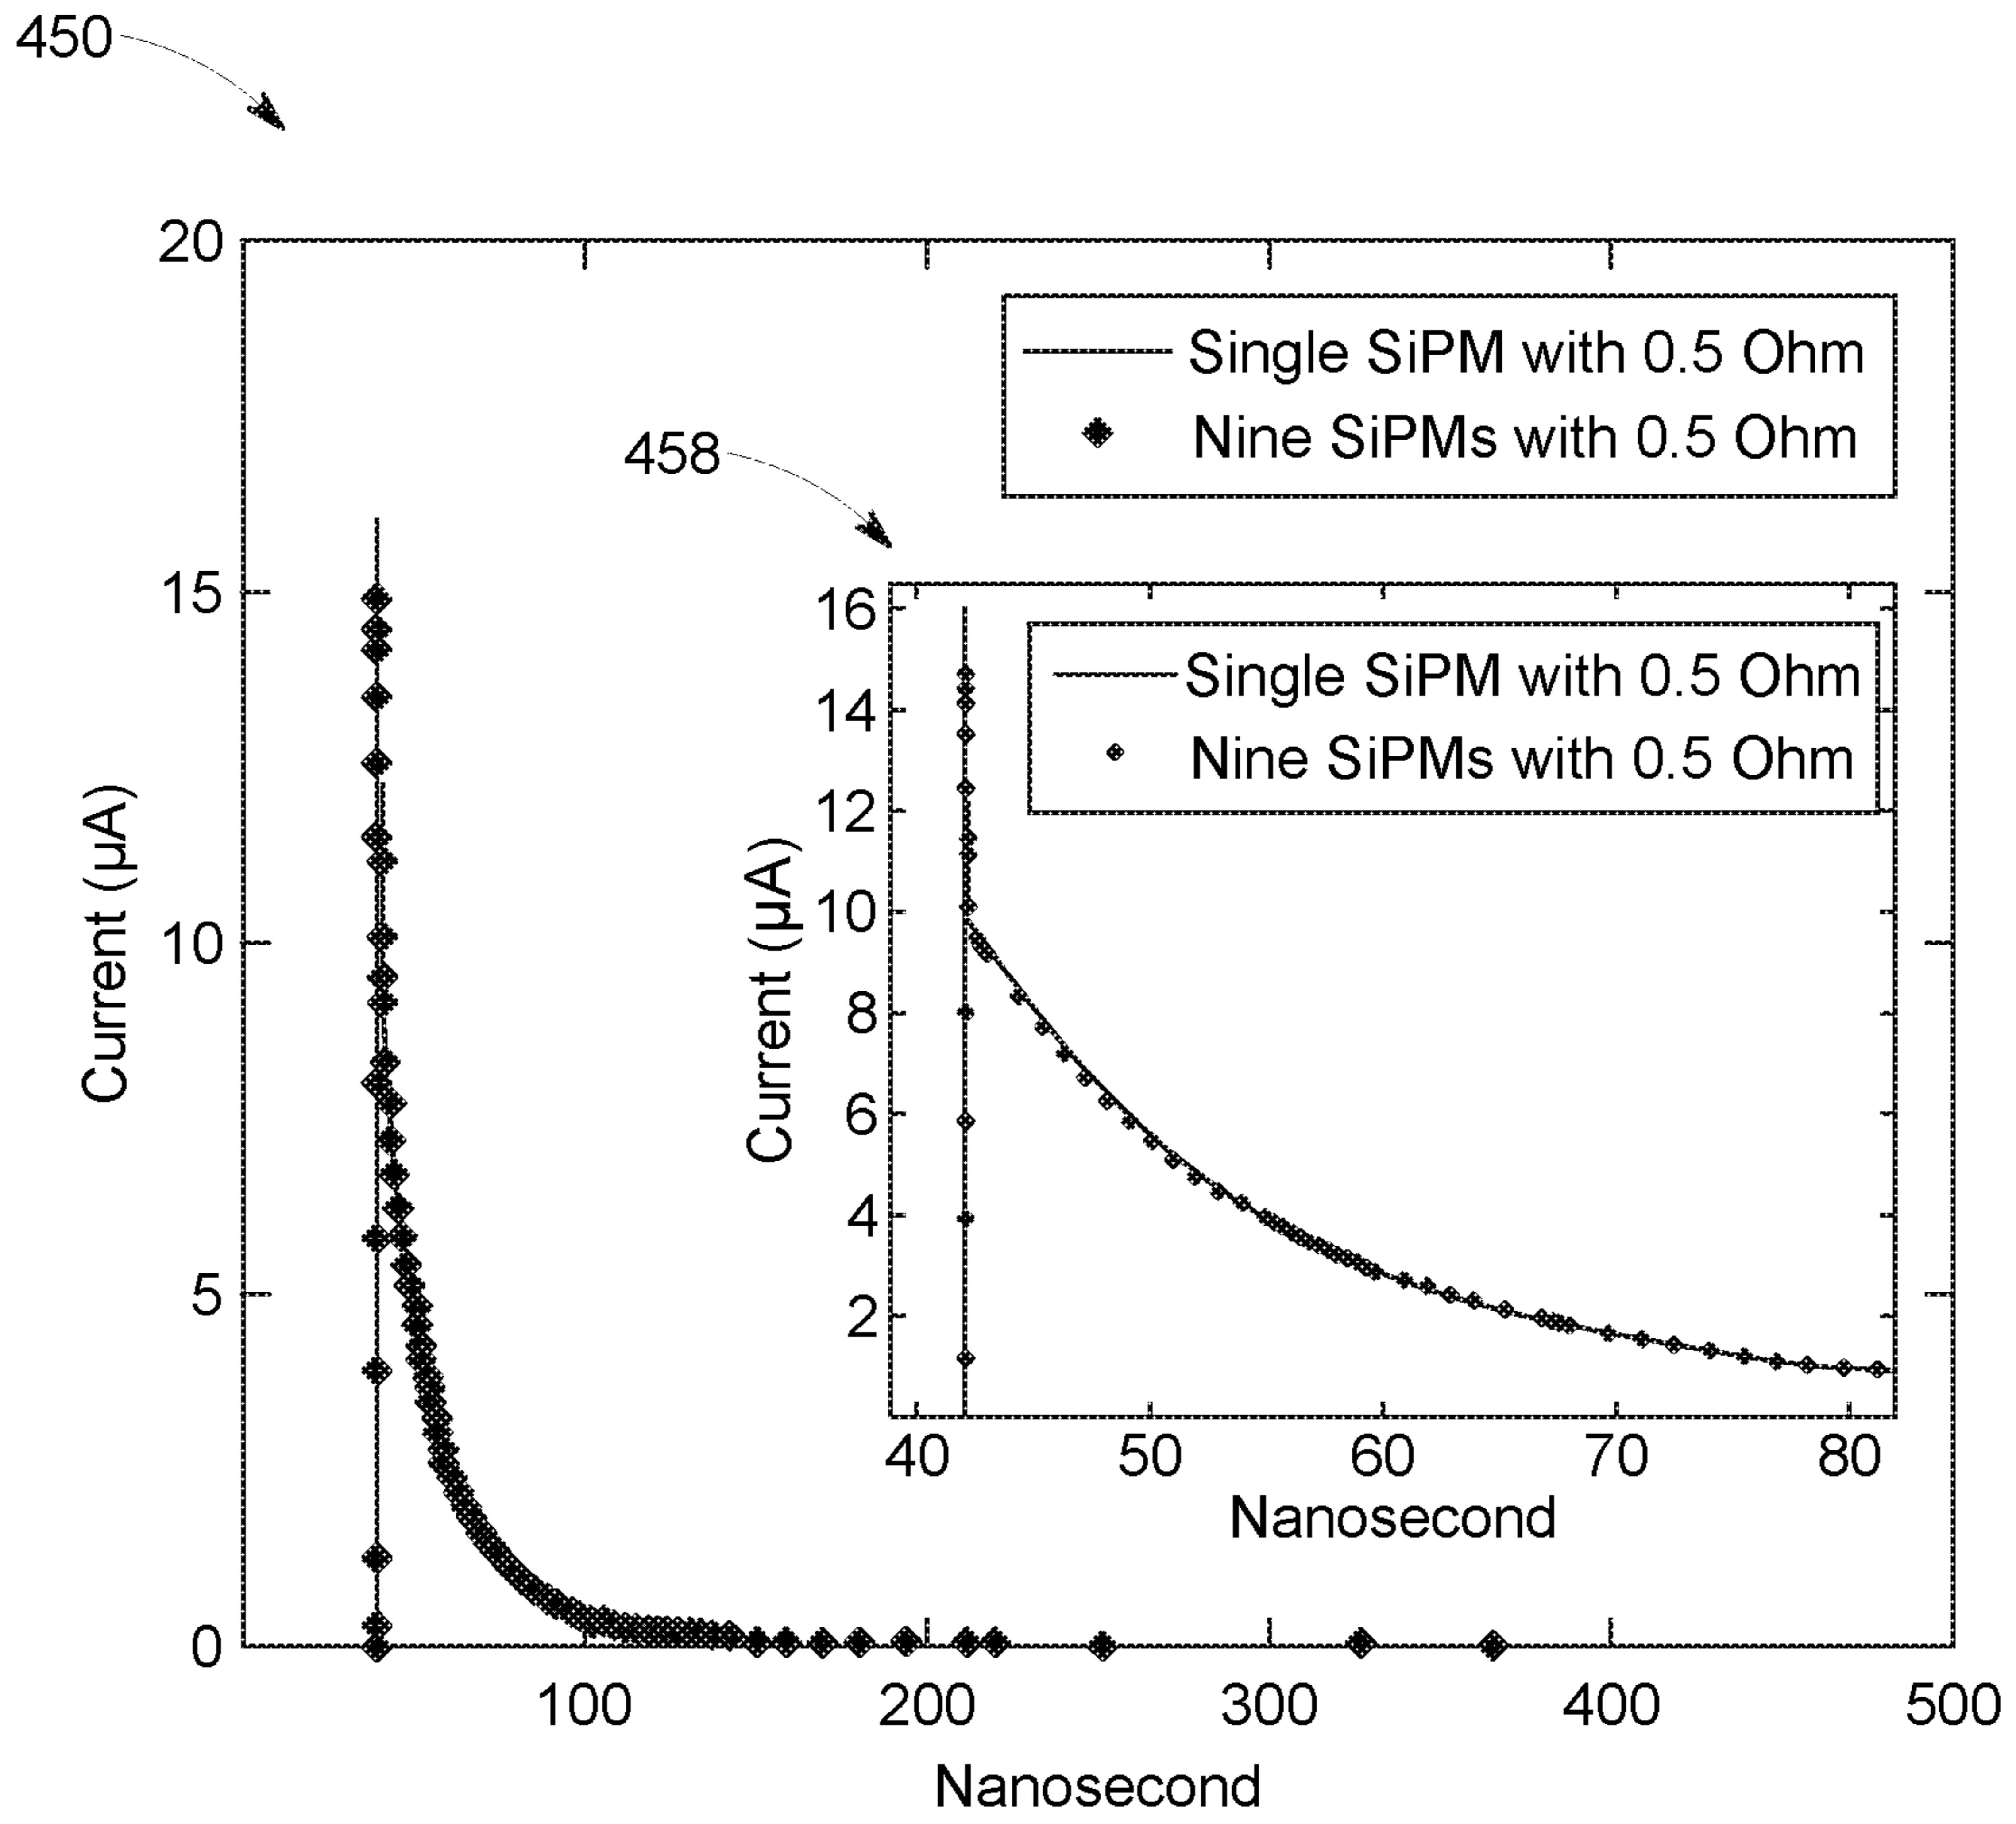 450
20
Single SiPM with 0.5 Ohm
Nine SiPMs with 0.5 Ohm
458
15
16
Single SiPM with 0.5 Ohm
14
Nine SiPMs with 0.5 Ohm
12
Current (μA)
Current (μA)
10
10
8
6
5
4
2
40 50 60 70 80
Nanosecond
0
100 200 300 400 500
Nanosecond